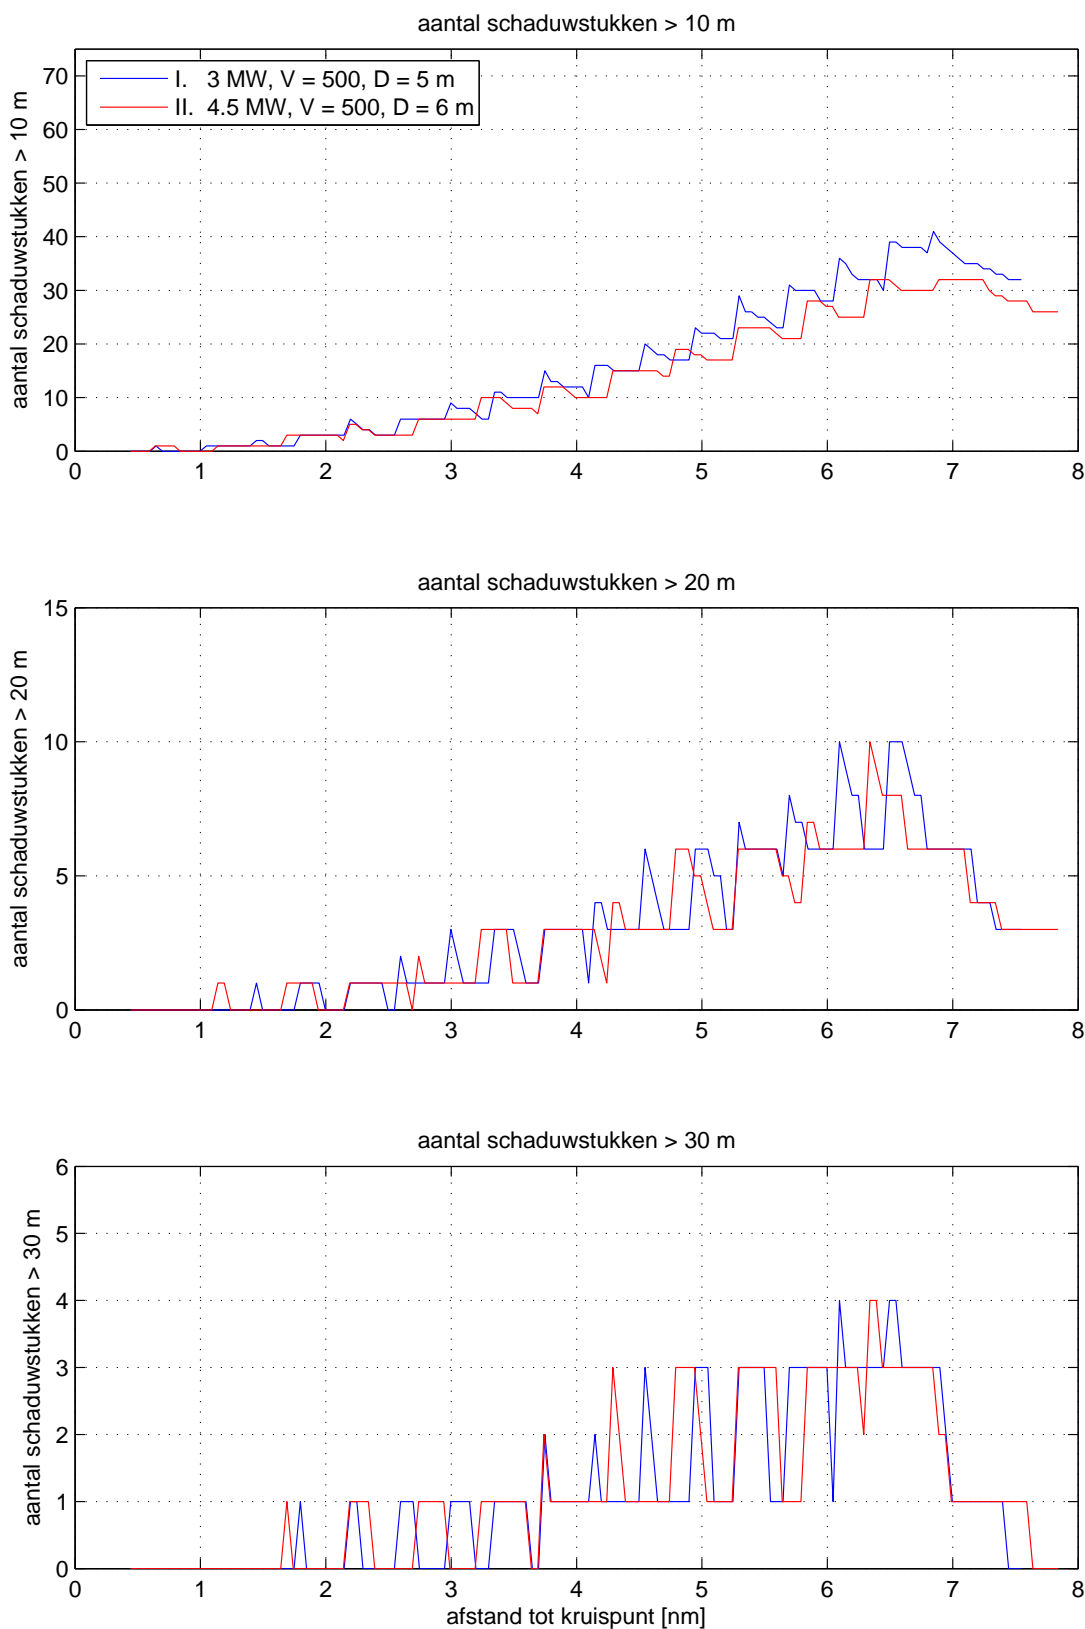 aantal schaduwstukken > 10 m
aantal schaduwstukken > 10 m
70
60
50
40
30
20
10
0
I. 3 MW, V = 500, D = 5 m
II. 4.5 MW, V = 500, D = 6 m
0 1 2 3 4 5 6 7 8
aantal schaduwstukken > 20 m
aantal schaduwstukken > 20 m
15
10
5
0
0 1 2 3 4 5 6 7 8
aantal schaduwstukken > 30 m
aantal schaduwstukken > 30 m
6
5
4
3
2
1
0
0 1 2 3 4 5 6 7 8
afstand tot kruispunt [nm]